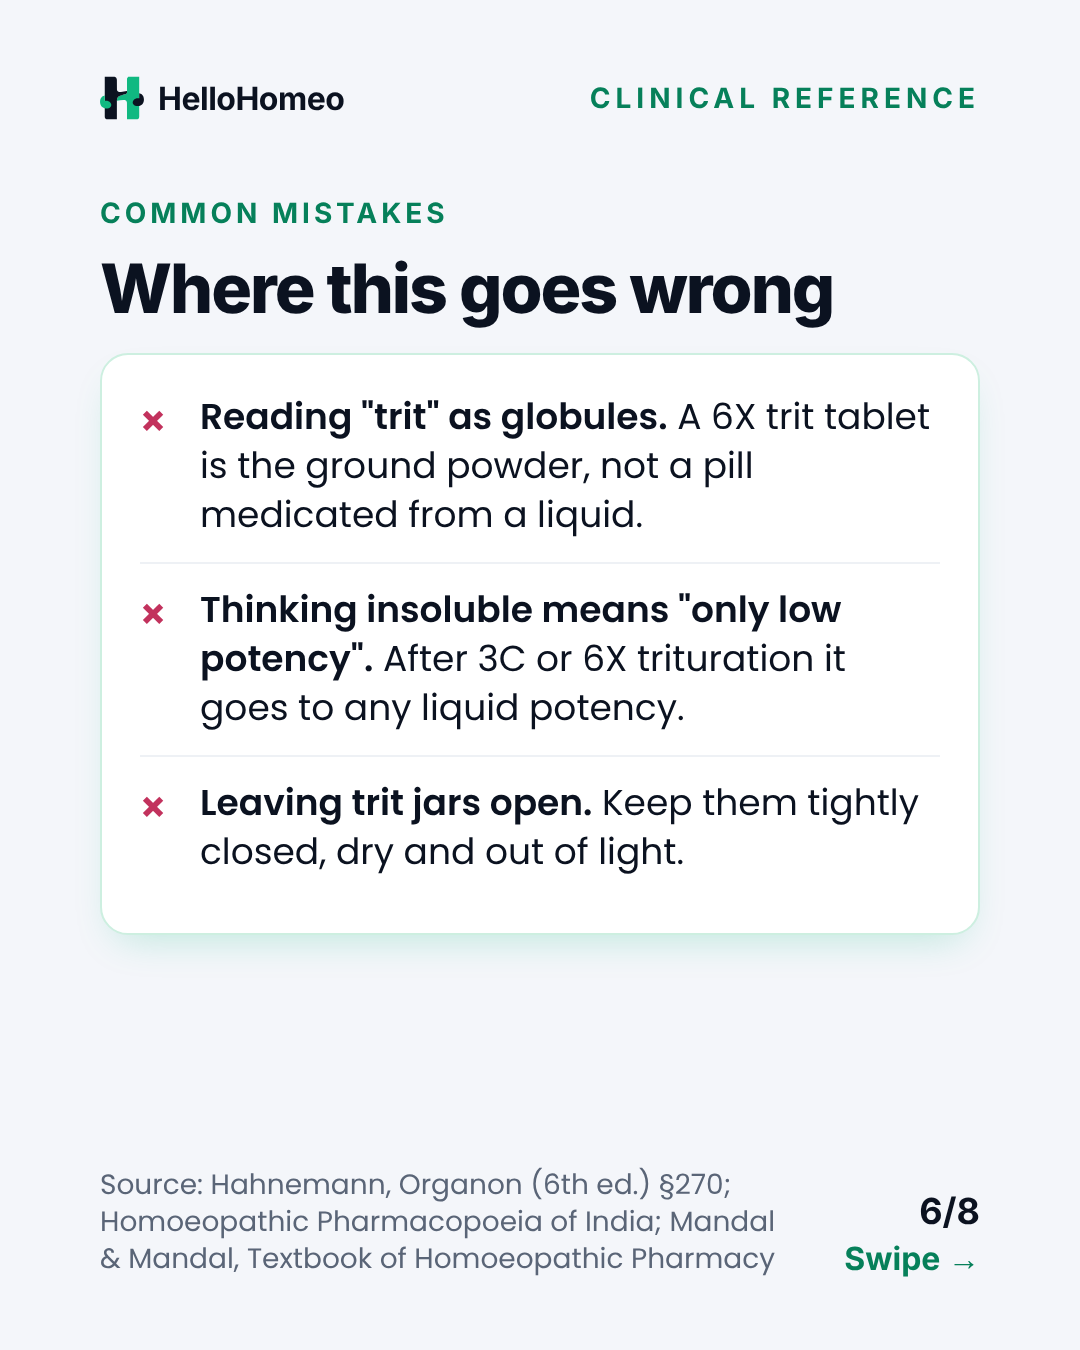 HelloHomeo
CLINICAL REFERENCE
COMMON MISTAKES
Where this goes wrong
× Reading "trit" as globules. A 6X trit tablet
is the ground powder, not a pill
medicated from a liquid.
× Thinking insoluble means "only low
potency". After 3C or 6X trituration it
goes to any liquid potency.
× Leaving trit jars open. Keep them tightly
closed, dry and out of light.
Source: Hahnemann, Organon (6th ed.) §270;
Homoeopathic Pharmacopoeia of India; Mandal
& Mandal, Textbook of Homoeopathic Pharmacy
6/8
Swipe →